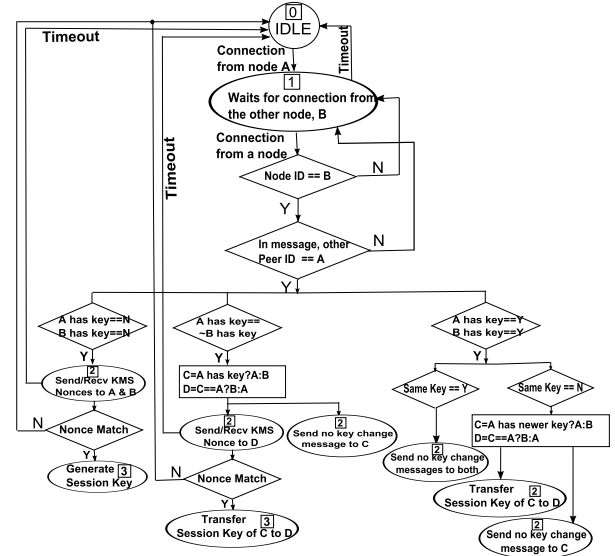 0
IDLE
Timeout
Connection
from node A
Timeout
1
Waits for connection from
the other node, B
Connection
from a node
Timeout
Node ID == B
N
Y
In message, other
Peer ID == A
N
Y
A has key==N
B has key==N
A has key==
~B has key
A has key==Y
B has key==Y
Y
Y
Y
2
Send/Recv KMS
Nonces to A & B
C=A has key?A:B
D=C==A?B:A
Same Key == Y
Same Key == N
2
Send/Recv KMS
Nonce to D
2
Send no key change
message to C
C=A has newer key?A:B
D=C==A?B:A
N
Nonce Match
Y
2
Send no key change
messages to both
N
Nonce Match
Y
Generate 3
Session Key
Transfer 2
Session Key of C to D
Transfer 3
Session Key of C to D
2
Send no key change
message to C